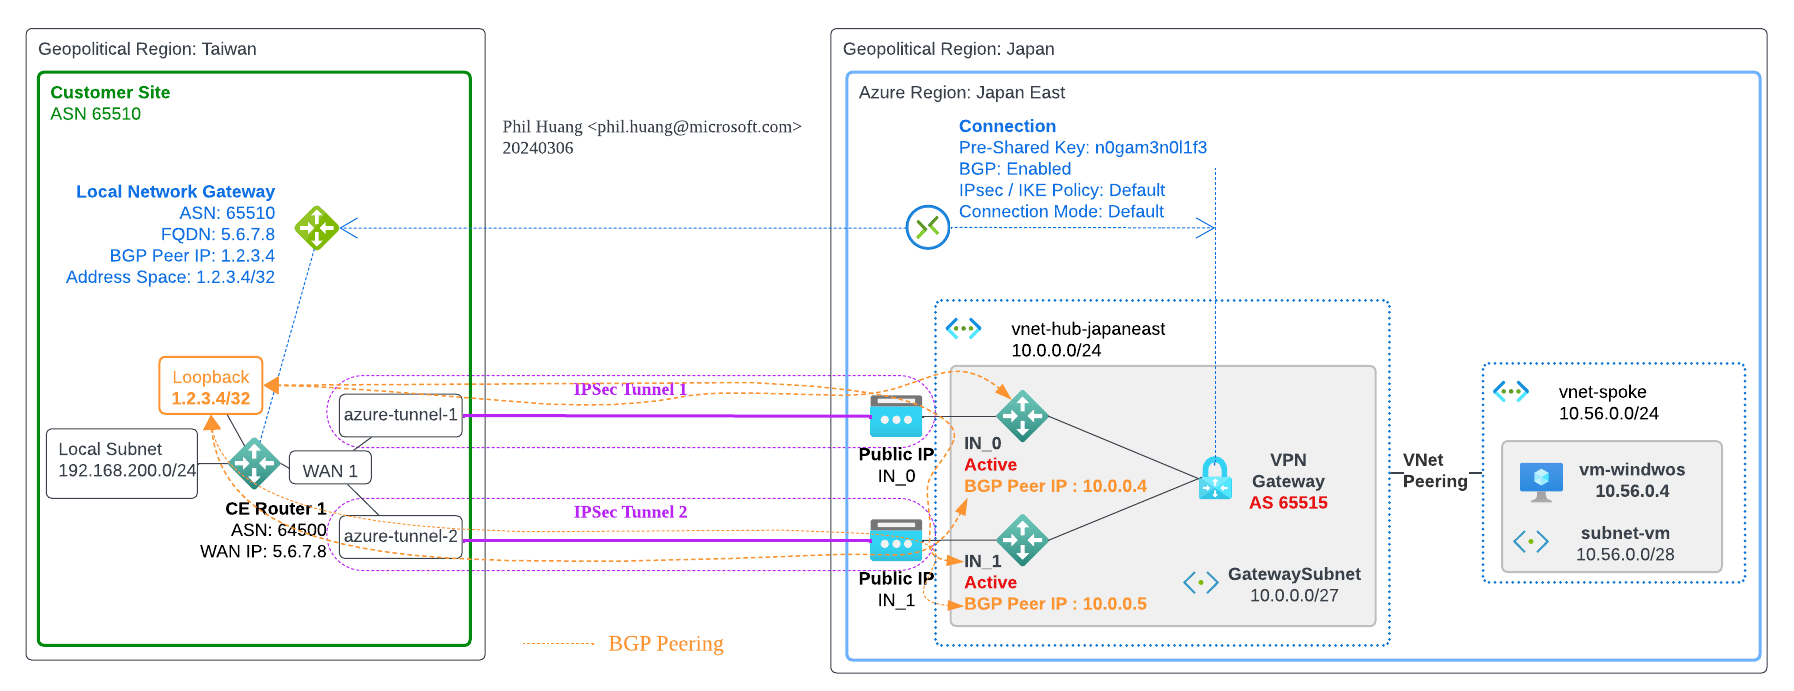 Geopolitical Region: Taiwan
Customer Site
ASN 65510
Local Network Gateway
ASN: 65510
FQDN: 5.6.7.8
BGP Peer IP: 1.2.3.4
Address Space: 1.2.3.4/32
Loopback
1.2.3.4/32
Local Subnet
192.168.200.0/24
WAN 1
CE Router 1
ASN: 64500
WAN IP: 5.6.7.8
azure-tunnel-1
azure-tunnel-2
Phil Huang <phil.huang@microsoft.com>
20240306
IPSec Tunnel 1
IPSec Tunnel 2
BGP Peering
Geopolitical Region: Japan
Azure Region: Japan East
Connection
Pre-Shared Key: n0gam3n0l1f3
BGP: Enabled
IPsec / IKE Policy: Default
Connection Mode: Default
vnet-hub-japaneast
10.0.0.0/24
Public IP
IN_0
IN_0
Active
BGP Peer IP : 10.0.0.4
Public IP
IN_1
IN_1
Active
BGP Peer IP : 10.0.0.5
VPN
Gateway
AS 65515
GatewaySubnet
10.0.0.0/27
VNet
Peering
vnet-spoke
10.56.0.0/24
vm-windwos
10.56.0.4
subnet-vm
10.56.0.0/28